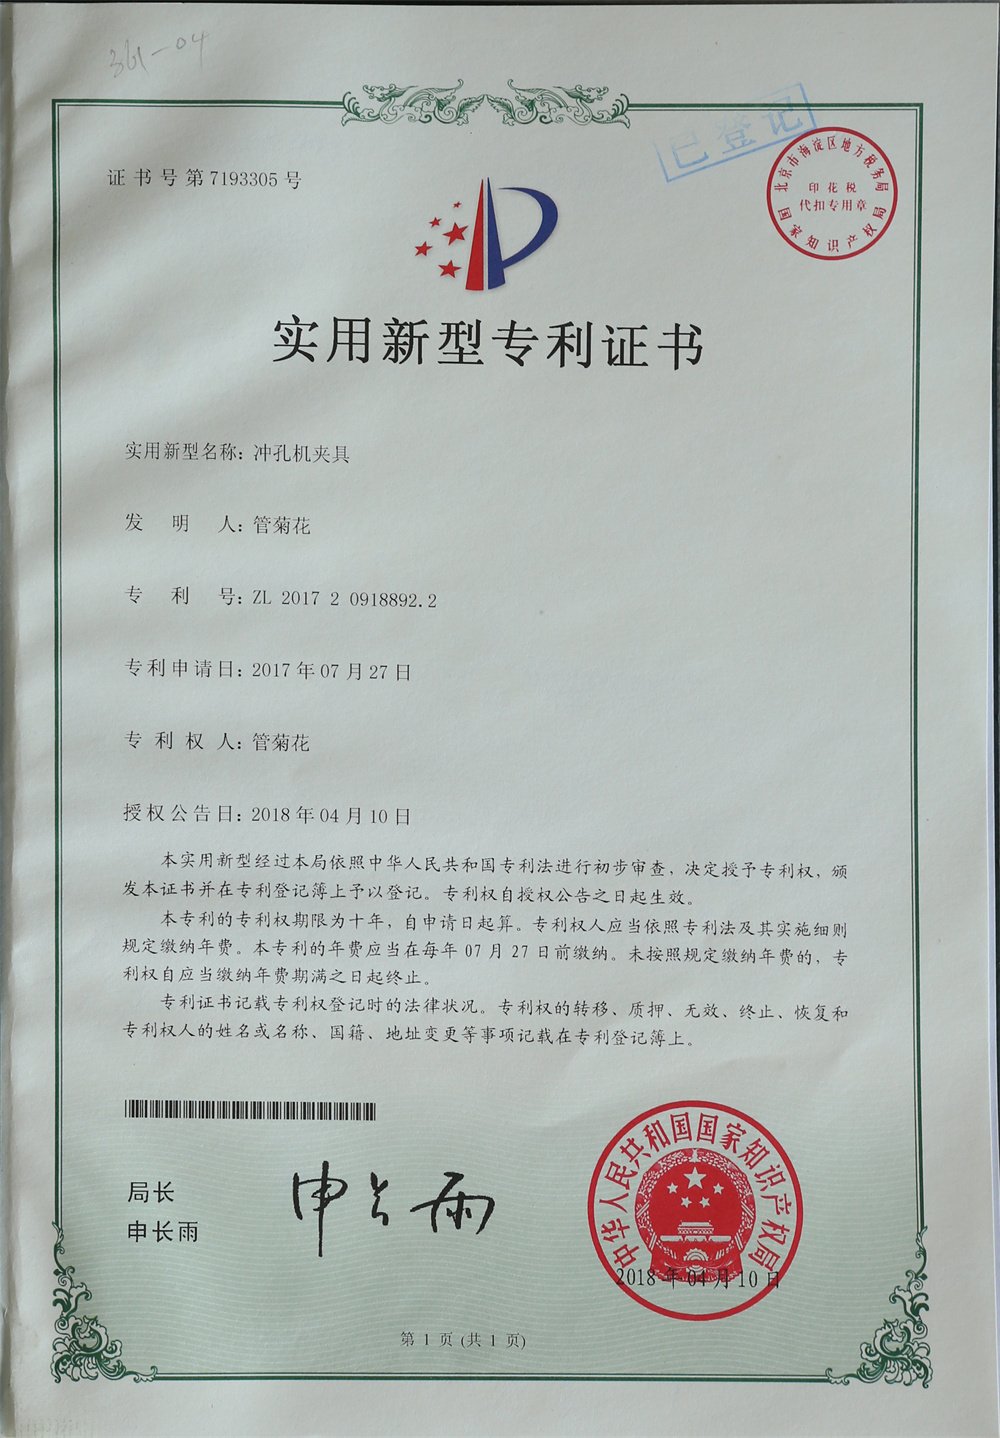 361-04
已登记
证书号第7193305号
北京市海淀区地方税务局
印花税
代扣专用章
国家知识产权局
实用新型专利证书
实用新型名称：冲孔机夹具
发明人：管菊花
专利号：ZL 2017 2 0918892.2
专利申请日：2017年07月27日
专利权人：管菊花
授权公告日：2018年04月10日
本实用新型经过本局依照中华人民共和国专利法进行初步审查，决定授予专利权，颁
发本证书并在专利登记簿上予以登记。专利权自授权公告之日起生效。
本专利的专利权期限为十年，自申请日起算。专利权人应当依照专利法及其实施细则
规定缴纳年费。本专利的年费应当在每年07月27日前缴纳。未按照规定缴纳年费的，专
利权自应当缴纳年费期满之日起终止。
专利证书记载专利权登记时的法律状况。专利权的转移、质押、无效、终止、恢复和
专利权人的姓名或名称、国籍、地址变更等事项记载在专利登记簿上。
局长
申长雨
申长雨
中华人民共和国国家知识产权局
2018年04月10日
第1页(共1页)